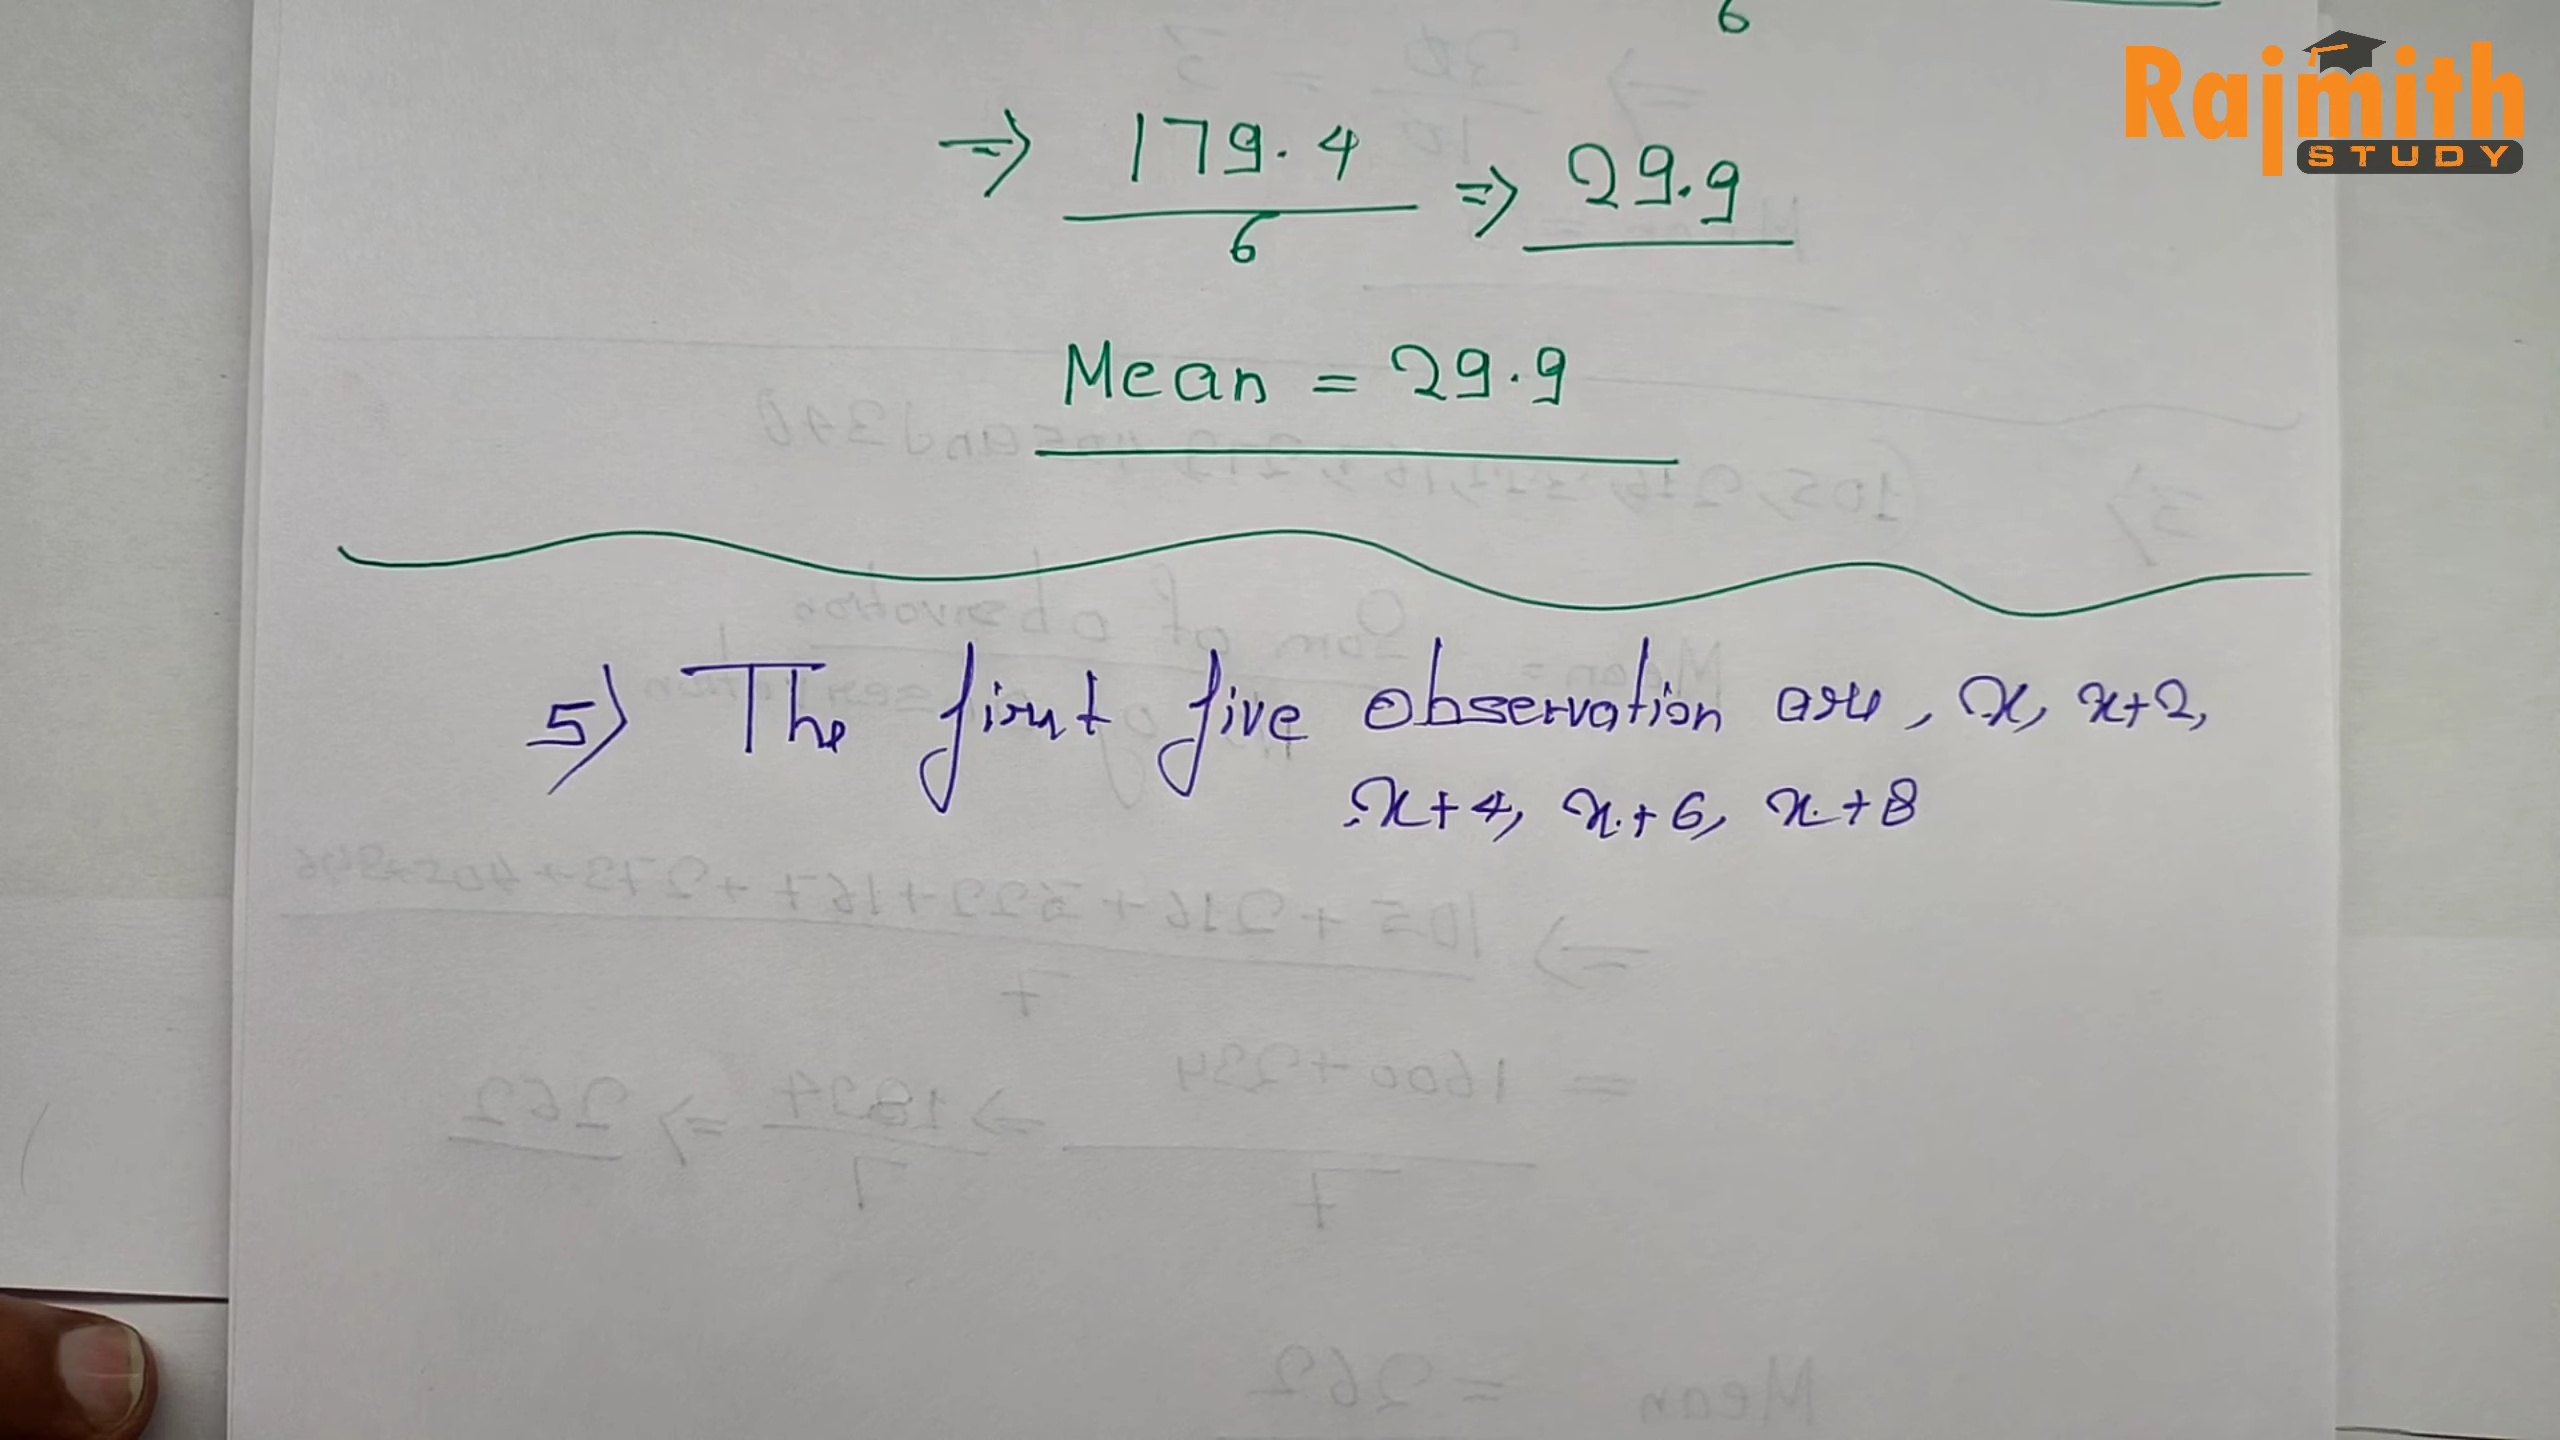 6
Rajmith
STUDY
=> 179.4 => 29.9
6
Mean = 29.9
5) The first five observation are, x, x+2,
x+4, x+6, x+8